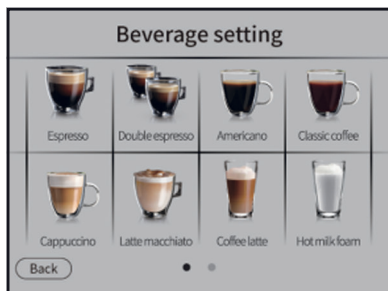 Beverage setting
Espresso
Double espresso
Americano
Classic coffee
Cappuccino
Latte macchiato
Coffee latte
Hot milk foam
Back